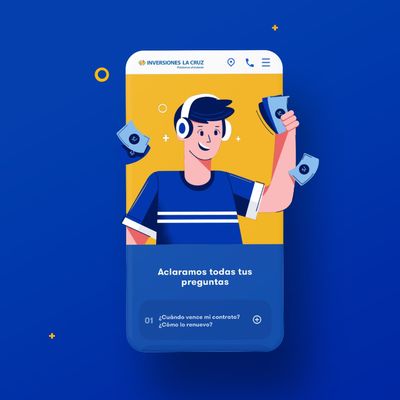 INVERSIONES LA CRUZ
Aclaramos todas tus
preguntas
01
¿Cuándo vence mi contrato?
¿Cómo lo renuevo?